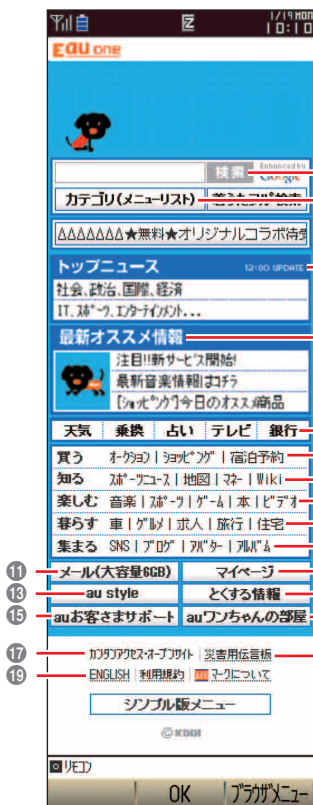 1/19 MON
10:10
EZ
au one
検索 Enhanced by Google
カテゴリ(メニューリスト)
△△△△△△△★無料★オリジナルコラボ待受
トップニュース 12:00 UPDATE
社会、政治、国際、経済
IT、スポーツ、エンターテインメント、...
最新オススメ情報
注目!!新サービス開始!
最新音楽情報はコチラ
[ショッピング]今日のオススメ商品
天気 乗換 占い テレビ 銀行
買う オークション | ショッピング | 宿泊予約
知る スポーツニュース | 地図 | マネー | Wiki
楽しむ 音楽 | スポーツ | ゲーム | 本 | ビデオ
暮らす 車 | グルメ | 求人 | 旅行 | 住宅
集まる SNS | ブログ | アバター | アルバム
⑪ メール(大容量6GB) マイページ
⑬ au style とくする情報
⑮ auお客さまサポート auワンちゃんの部屋
⑰ カンタンアクセス・オープンサイト | 災害用伝言板
⑲ ENGLISH | 利用規約 | マークについて
シンプル版メニュー
© KDDI
リモコン
OK ブラウザメニュー